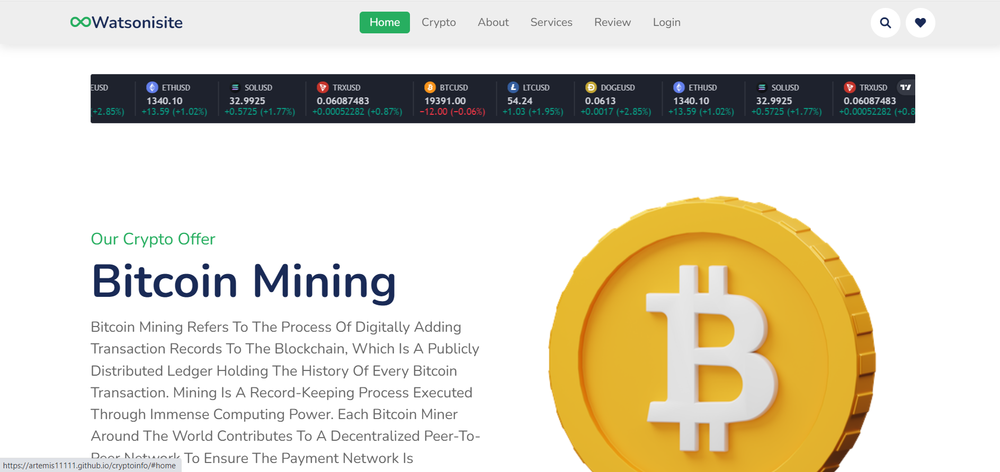 Watsonisite
Home Crypto About Services Review Login
EUSD ETHUSD SOLUSD TRXUSD BTCUSD LTCUSD DOGEUSD ETHUSD SOLUSD TRXUSD
1340.10 32.9925 0.06087483 19391.00 54.24 0.0613 1340.10 32.9925 0.06087483
(+2.85%) +13.59 (+1.02%) +0.5725 (+1.77%) +0.00052282 (+0.87%) −12.00 (−0.06%) +1.03 (+1.95%) +0.0017 (+2.85%) +13.59 (+1.02%) +0.5725 (+1.77%) +0.00052282 (+0.8
Our Crypto Offer
Bitcoin Mining
Bitcoin Mining Refers To The Process Of Digitally Adding
Transaction Records To The Blockchain, Which Is A Publicly
Distributed Ledger Holding The History Of Every Bitcoin
Transaction. Mining Is A Record-Keeping Process Executed
Through Immense Computing Power. Each Bitcoin Miner
Around The World Contributes To A Decentralized Peer-To-
Peer Network To Ensure The Payment Network Is
https://artemis11111.github.io/cryptoinfo/#home